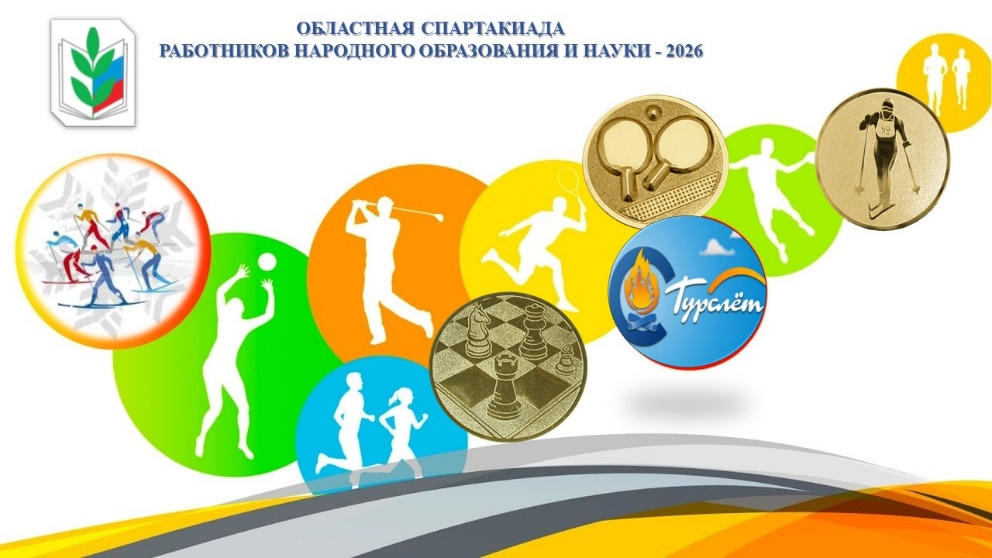 ОБЛАСТНАЯ СПАРТАКИАДА
РАБОТНИКОВ НАРОДНОГО ОБРАЗОВАНИЯ И НАУКИ - 2026
Турслёт